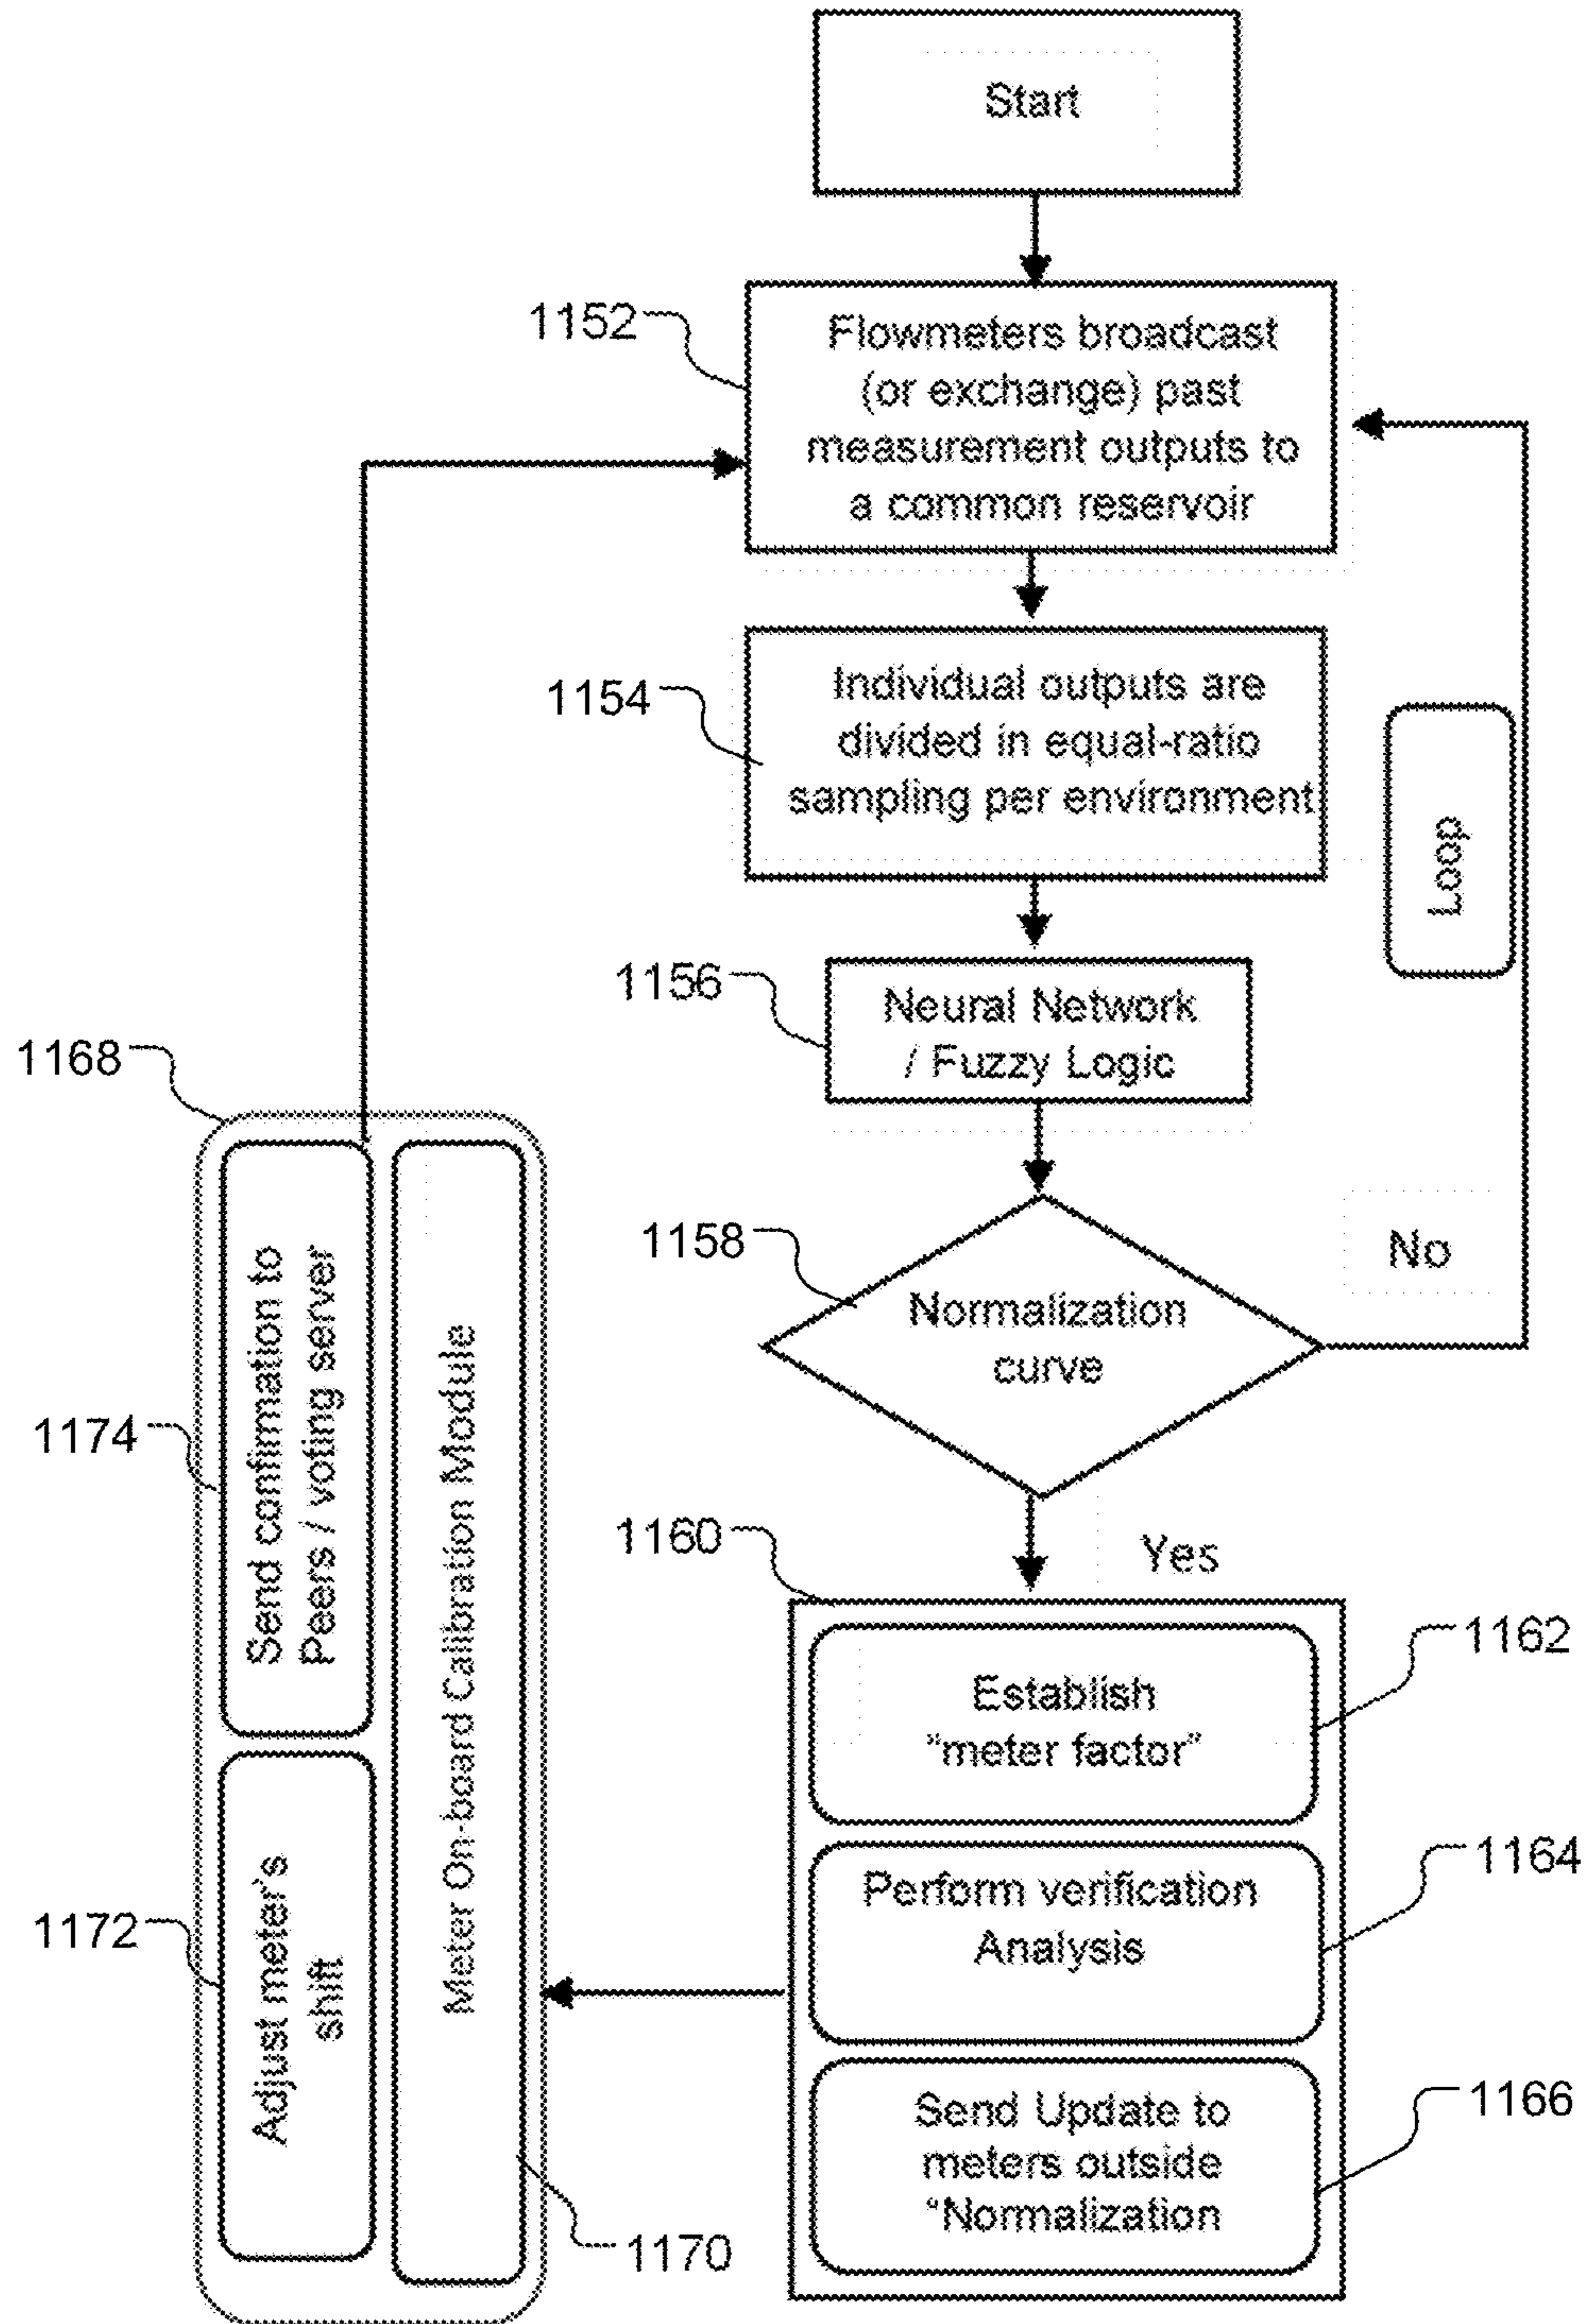 Start
1152
Flowmeters broadcast
(or exchange) past
measurement outputs to
a common reservoir
1154
Individual outputs are
divided in equal-ratio
sampling per environment
Loop
1156
Neural Network
/ Fuzzy Logic
1158
Normalization
curve
No
Yes
1160
Establish
"meter factor"
1162
Perform verification
Analysis
1164
Send Update to
meters outside
"Normalization
1166
1168
Meter On-board Calibration Module
1170
Adjust meter's
shift
1172
Send confirmation to
Peers / voting server
1174